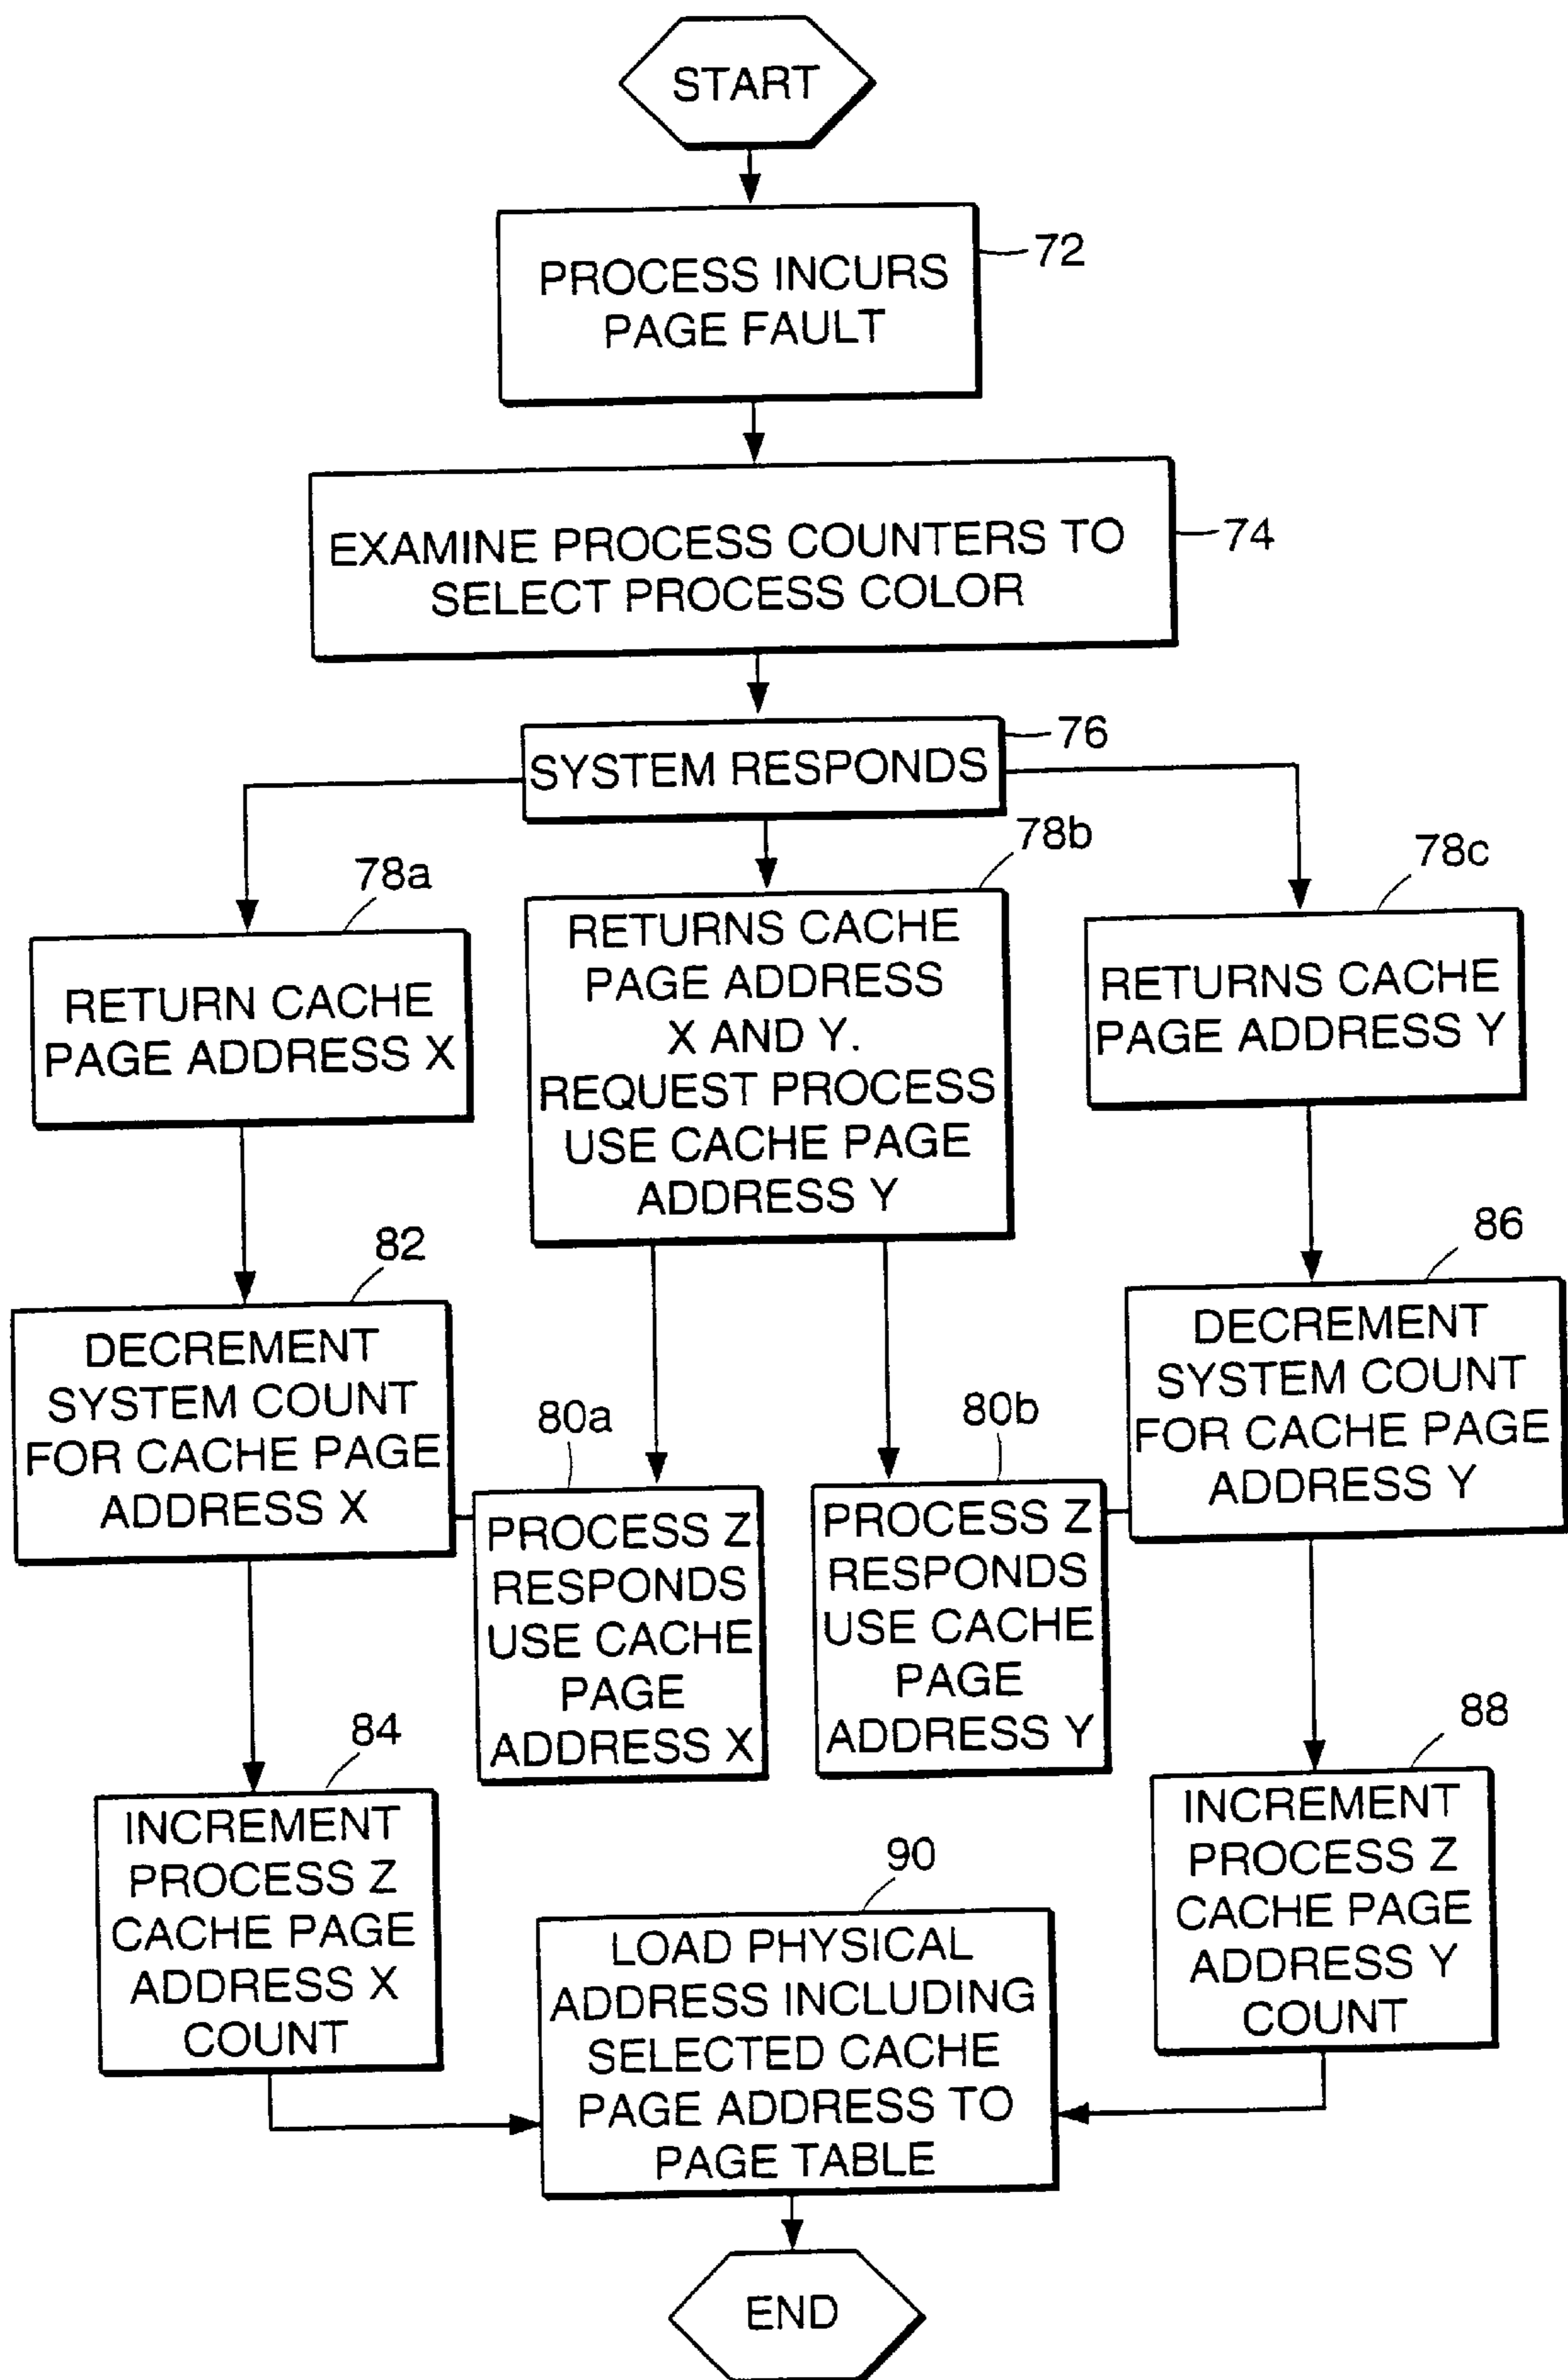 START
72
PROCESS INCURS
PAGE FAULT
74
EXAMINE PROCESS COUNTERS TO
SELECT PROCESS COLOR
76
SYSTEM RESPONDS
78a
RETURN CACHE
PAGE ADDRESS X
78b
RETURNS CACHE
PAGE ADDRESS
X AND Y.
REQUEST PROCESS
USE CACHE PAGE
ADDRESS Y
78c
RETURNS CACHE
PAGE ADDRESS Y
82
DECREMENT
SYSTEM COUNT
FOR CACHE PAGE
ADDRESS X
80a
PROCESS Z
RESPONDS
USE CACHE
PAGE
ADDRESS X
80b
PROCESS Z
RESPONDS
USE CACHE
PAGE
ADDRESS Y
86
DECREMENT
SYSTEM COUNT
FOR CACHE PAGE
ADDRESS Y
84
INCREMENT
PROCESS Z
CACHE PAGE
ADDRESS X
COUNT
88
INCREMENT
PROCESS Z
CACHE PAGE
ADDRESS Y
COUNT
90
LOAD PHYSICAL
ADDRESS INCLUDING
SELECTED CACHE
PAGE ADDRESS TO
PAGE TABLE
END